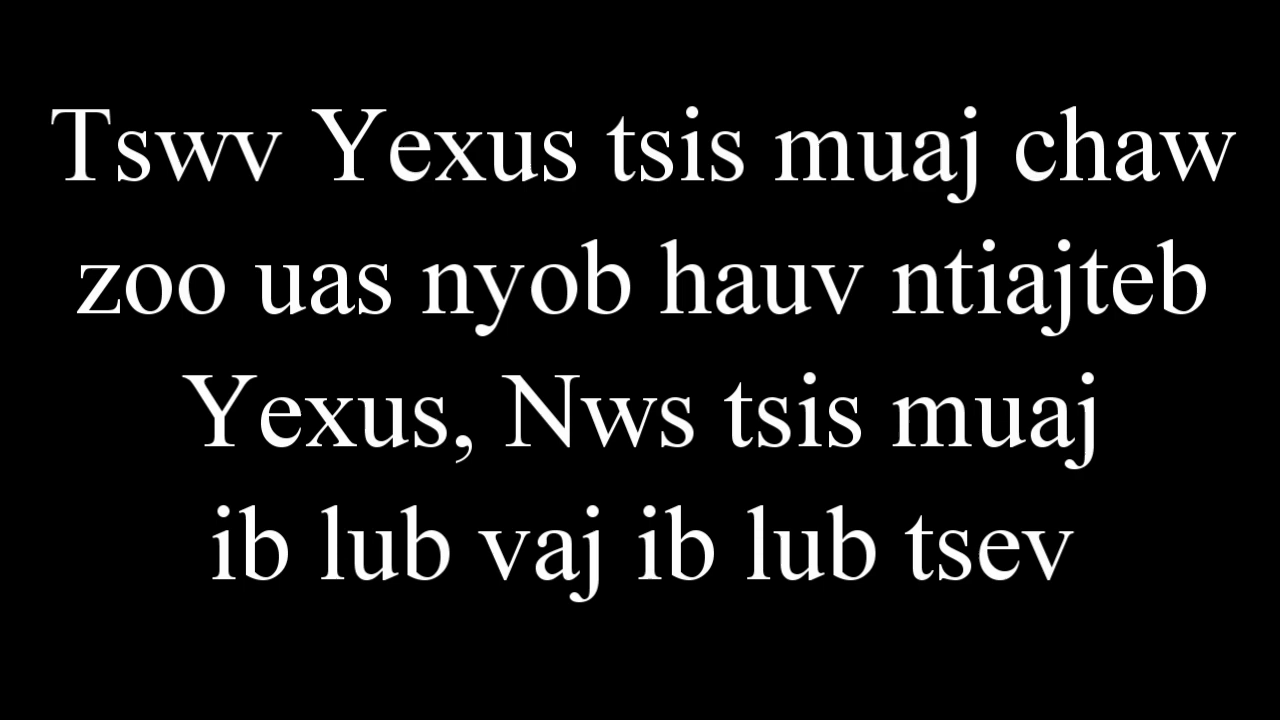 Tswv Yexus tsis muaj chaw
zoo uas nyob hauv ntiajteb
Yexus, Nws tsis muaj
ib lub vaj ib lub tsev